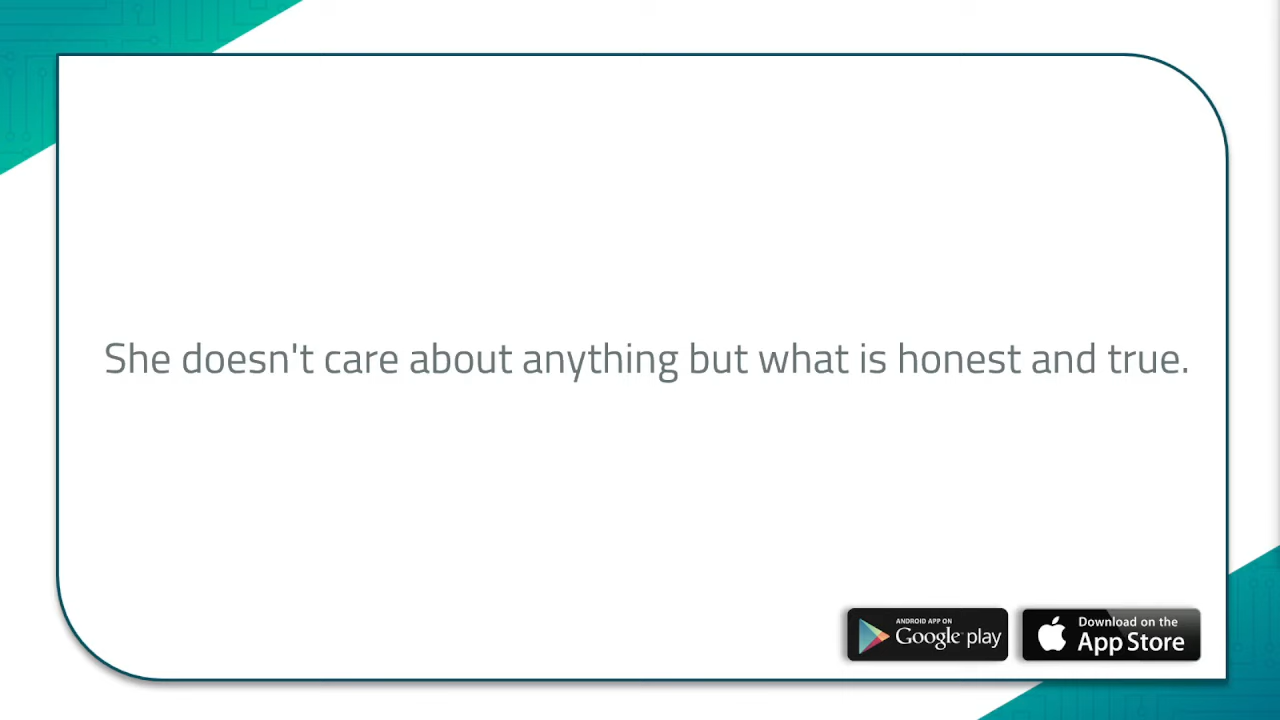 She doesn't care about anything but what is honest and true.
ANDROID APP ON
Google play
Download on the
App Store